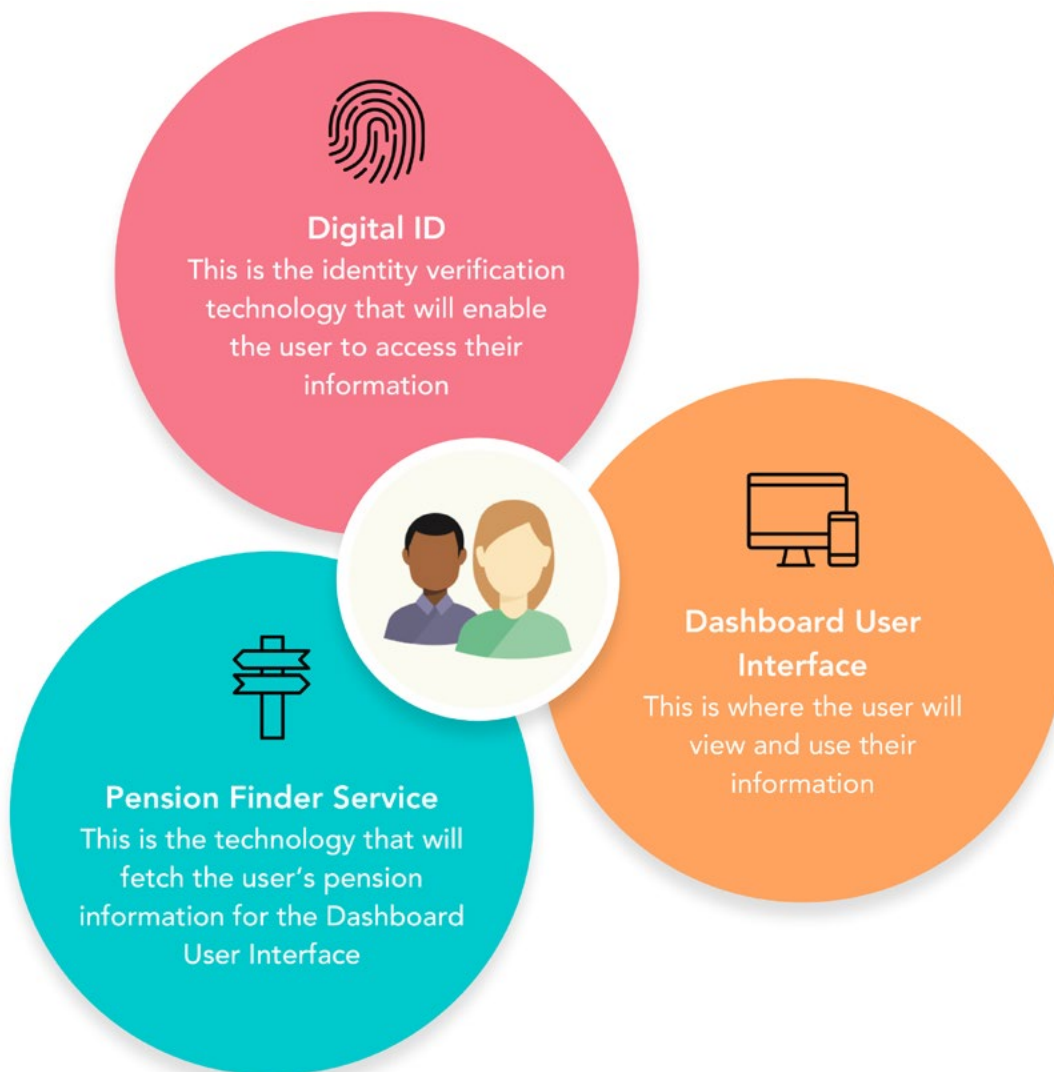 Digital ID
This is the identity verification
technology that will enable
the user to access their
information
Dashboard User
Interface
This is where the user will
view and use their
information
Pension Finder Service
This is the technology that will
fetch the user‘s pension
information for the Dashboard
User Interface